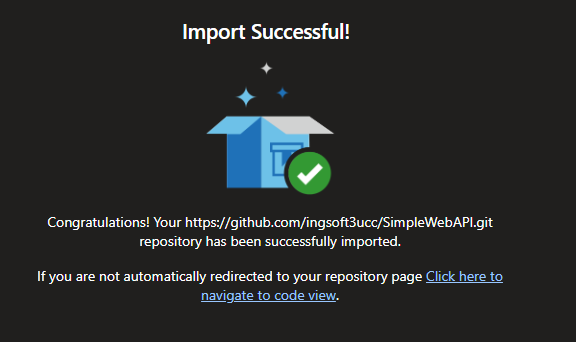 Import Successful!
Congratulations! Your https://github.com/ingsoft3ucc/SimpleWebAPI.git
repository has been successfully imported.
If you are not automatically redirected to your repository page Click here to
navigate to code view.